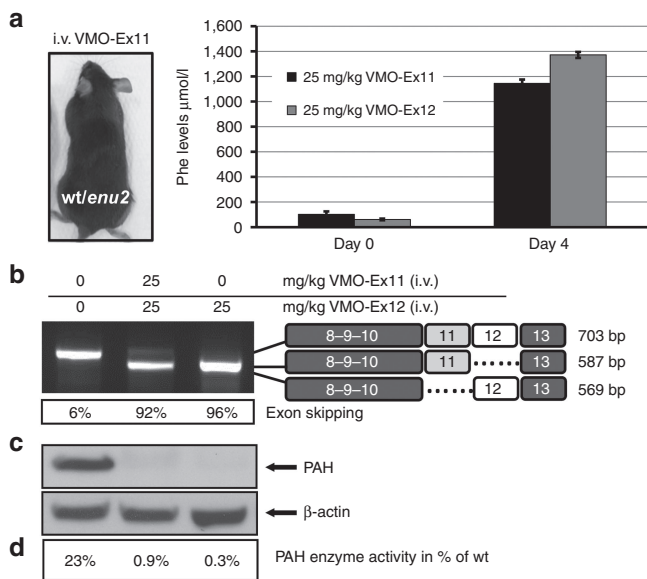 a
i.v. VMO-Ex11
wt/enu2
Phe levels μmol/l
1,600
1,400
1,200
1,000
800
600
400
200
0
25 mg/kg VMO-Ex11
25 mg/kg VMO-Ex12
Day 0 Day 4
b
0 25 0 mg/kg VMO-Ex11 (i.v.)
0 25 25 mg/kg VMO-Ex12 (i.v.)
8–9–10 11 12 13 703 bp
8–9–10 11 13 587 bp
8–9–10 12 13 569 bp
6% 92% 96% Exon skipping
c
PAH
β-actin
d
23% 0.9% 0.3% PAH enzyme activity in % of wt